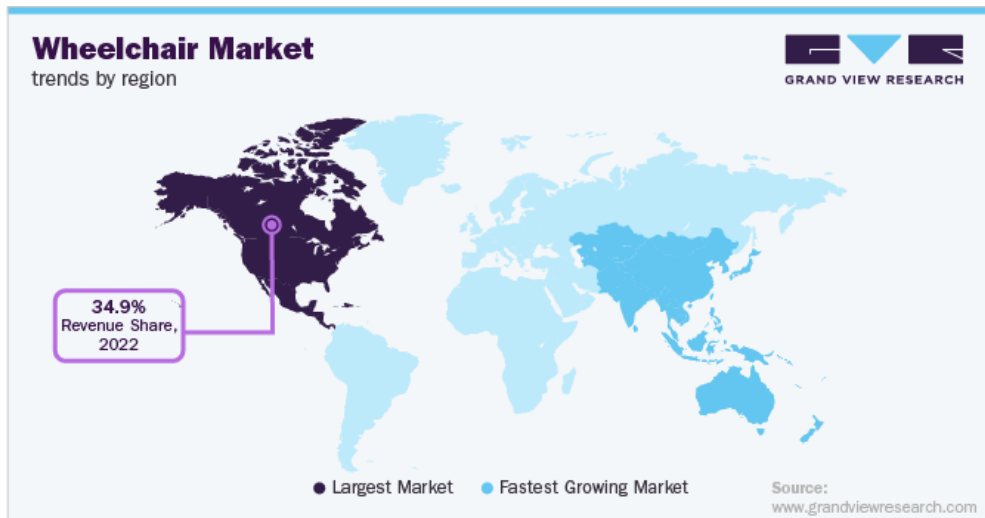 Wheelchair Market
trends by region
GRAND VIEW RESEARCH
34.9%
Revenue Share,
2022
Largest Market
Fastest Growing Market
Source:
www.grandviewresearch.com